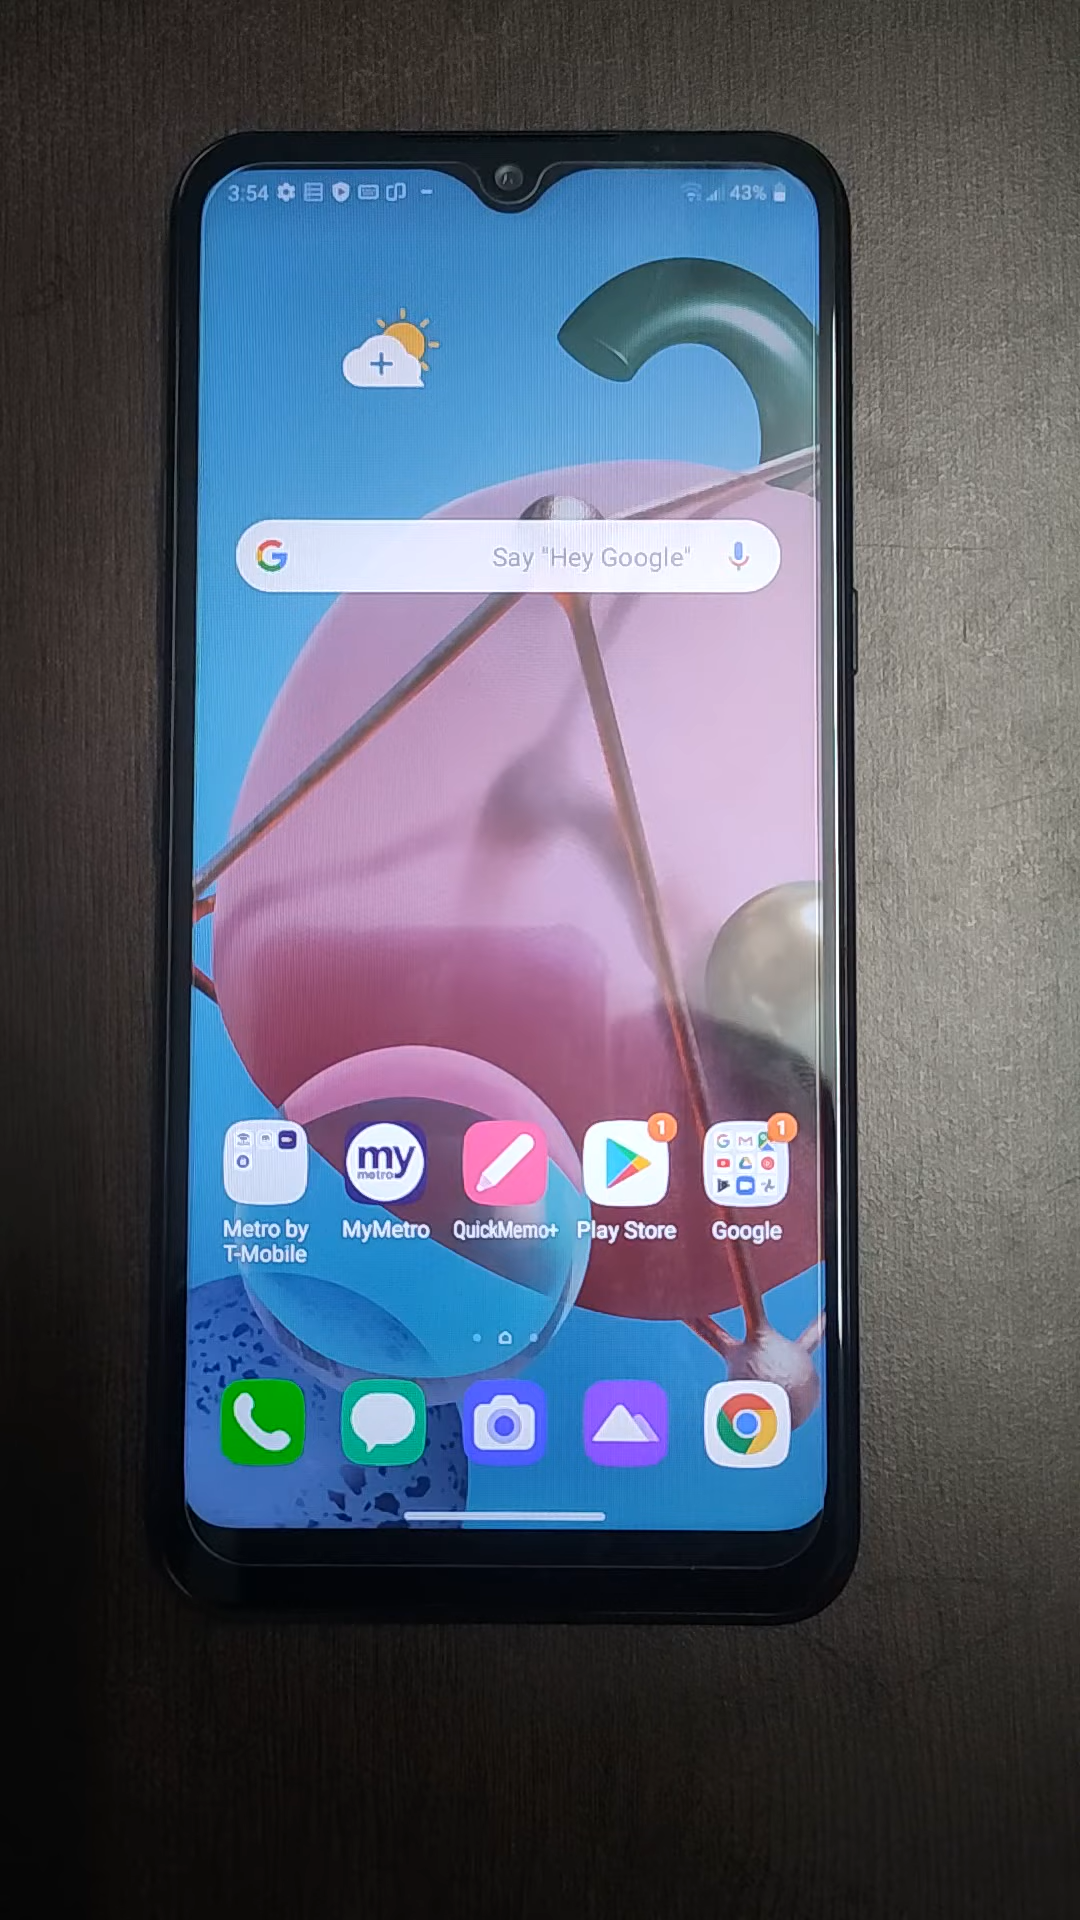 3:54
43%
Say "Hey Google"
1
1
my
metro
Metro by
T-Mobile
MyMetro
QuickMemo+
Play Store
Google